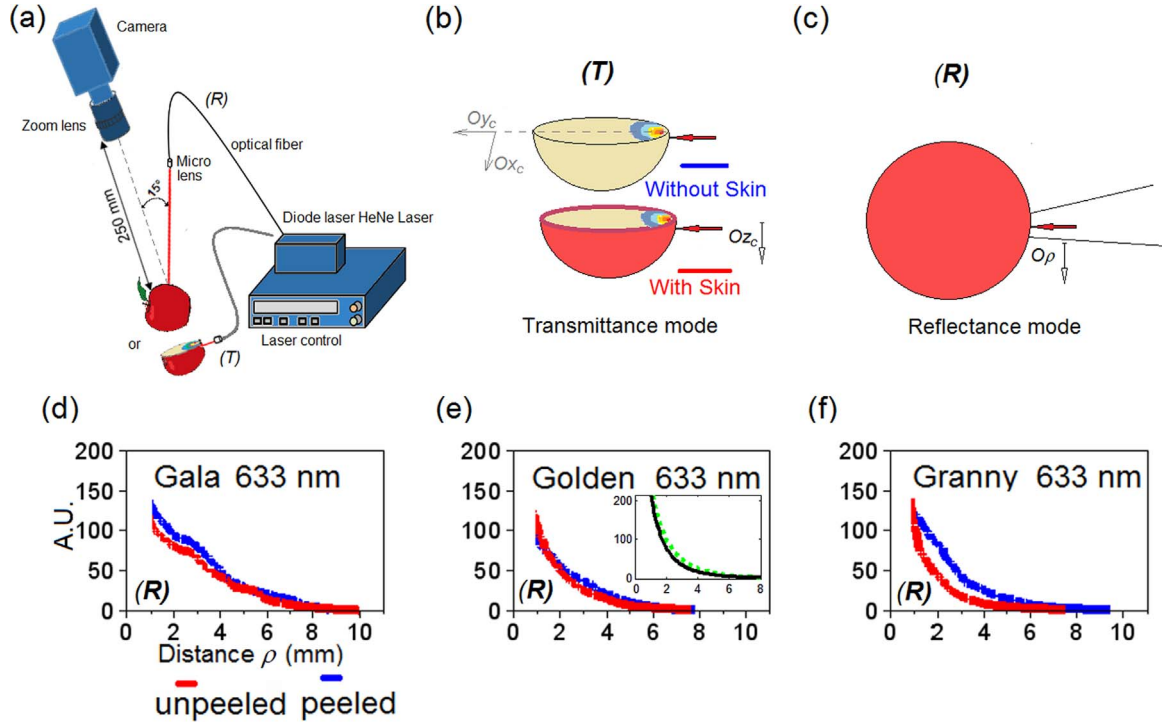 (a)
Camera
(R)
Zoom lens
optical fiber
Micro
lens
15°
250 mm
Diode laser HeNe Laser
or
(T)
Laser control
(b)
(T)
Oyc
Oxc
Without Skin
Ozc
With Skin
Transmittance mode
(c)
(R)
Oρ
Reflectance mode
(d)
200
150
100
50
0
A.U.
Gala 633 nm
(R)
0 2 4 6 8 10
Distance ρ (mm)
unpeeled peeled
(e)
200
150
100
50
0
Golden 633 nm
200
100
0
0 2 4 6 8
(R)
0 2 4 6 8 10
(f)
200
150
100
50
0
Granny 633 nm
(R)
0 2 4 6 8 10